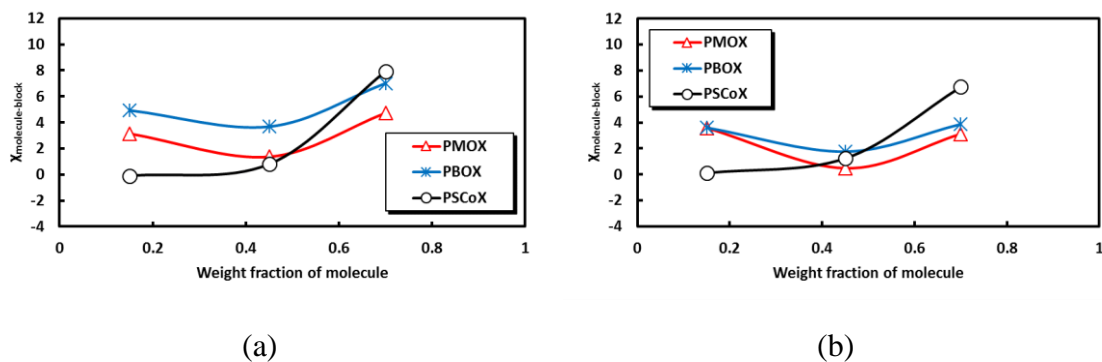 12
10
8
6
4
2
0
-2
-4
χmolecule-block
PMOX
PBOX
PSCoX
0 0.2 0.4 0.6 0.8 1
Weight fraction of molecule
(a)
12
10
8
6
4
2
0
-2
-4
χmolecule-block
PMOX
PBOX
PSCoX
0 0.2 0.4 0.6 0.8 1
Weight fraction of molecule
(b)